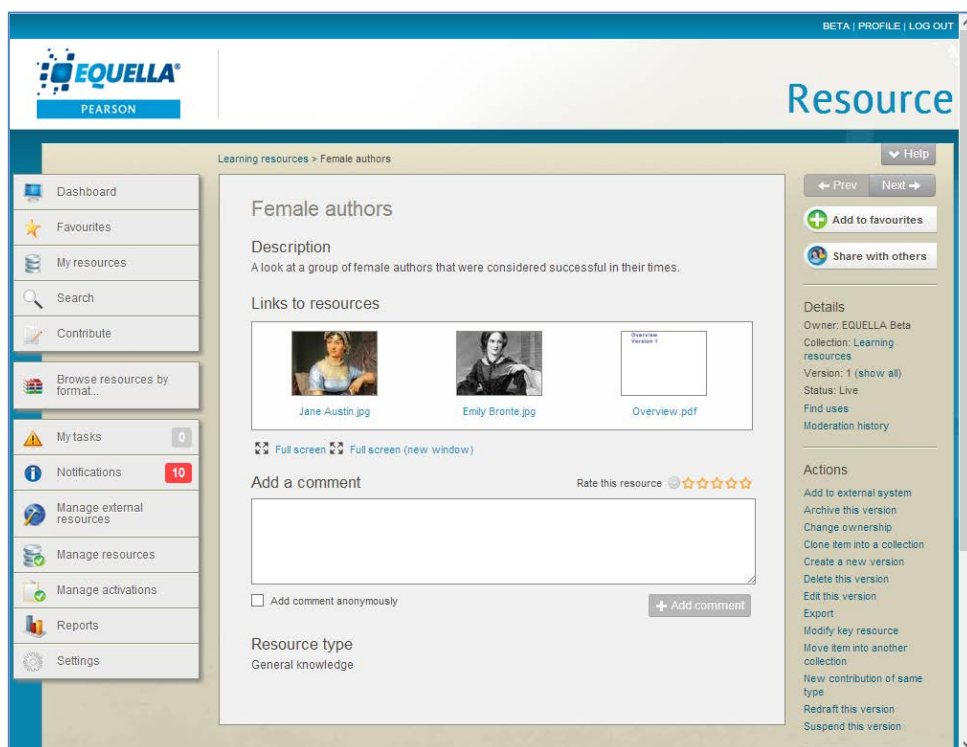 BETA | PROFILE | LOG OUT
EQUELLA®
PEARSON
Resource
Learning resources > Female authors
Help
Dashboard
Favourites
My resources
Search
Contribute
Browse resources by
format...
My tasks 0
Notifications 10
Manage external
resources
Manage resources
Manage activations
Reports
Settings
Female authors
Description
A look at a group of female authors that were considered successful in their times.
Links to resources
Overview
Version 1
Jane Austin.jpg
Emily Bronte.jpg
Overview.pdf
Full screen Full screen (new window)
Add a comment
Rate this resource
Add comment anonymously
Add comment
Resource type
General knowledge
Prev Next
Add to favourites
Share with others
Details
Owner: EQUELLA Beta
Collection: Learning
resources
Version: 1 (show all)
Status: Live
Find uses
Moderation history
Actions
Add to external system
Archive this version
Change ownership
Clone item into a collection
Create a new version
Delete this version
Edit this version
Export
Modify key resource
Move item into another
collection
New contribution of same
type
Redraft this version
Suspend this version